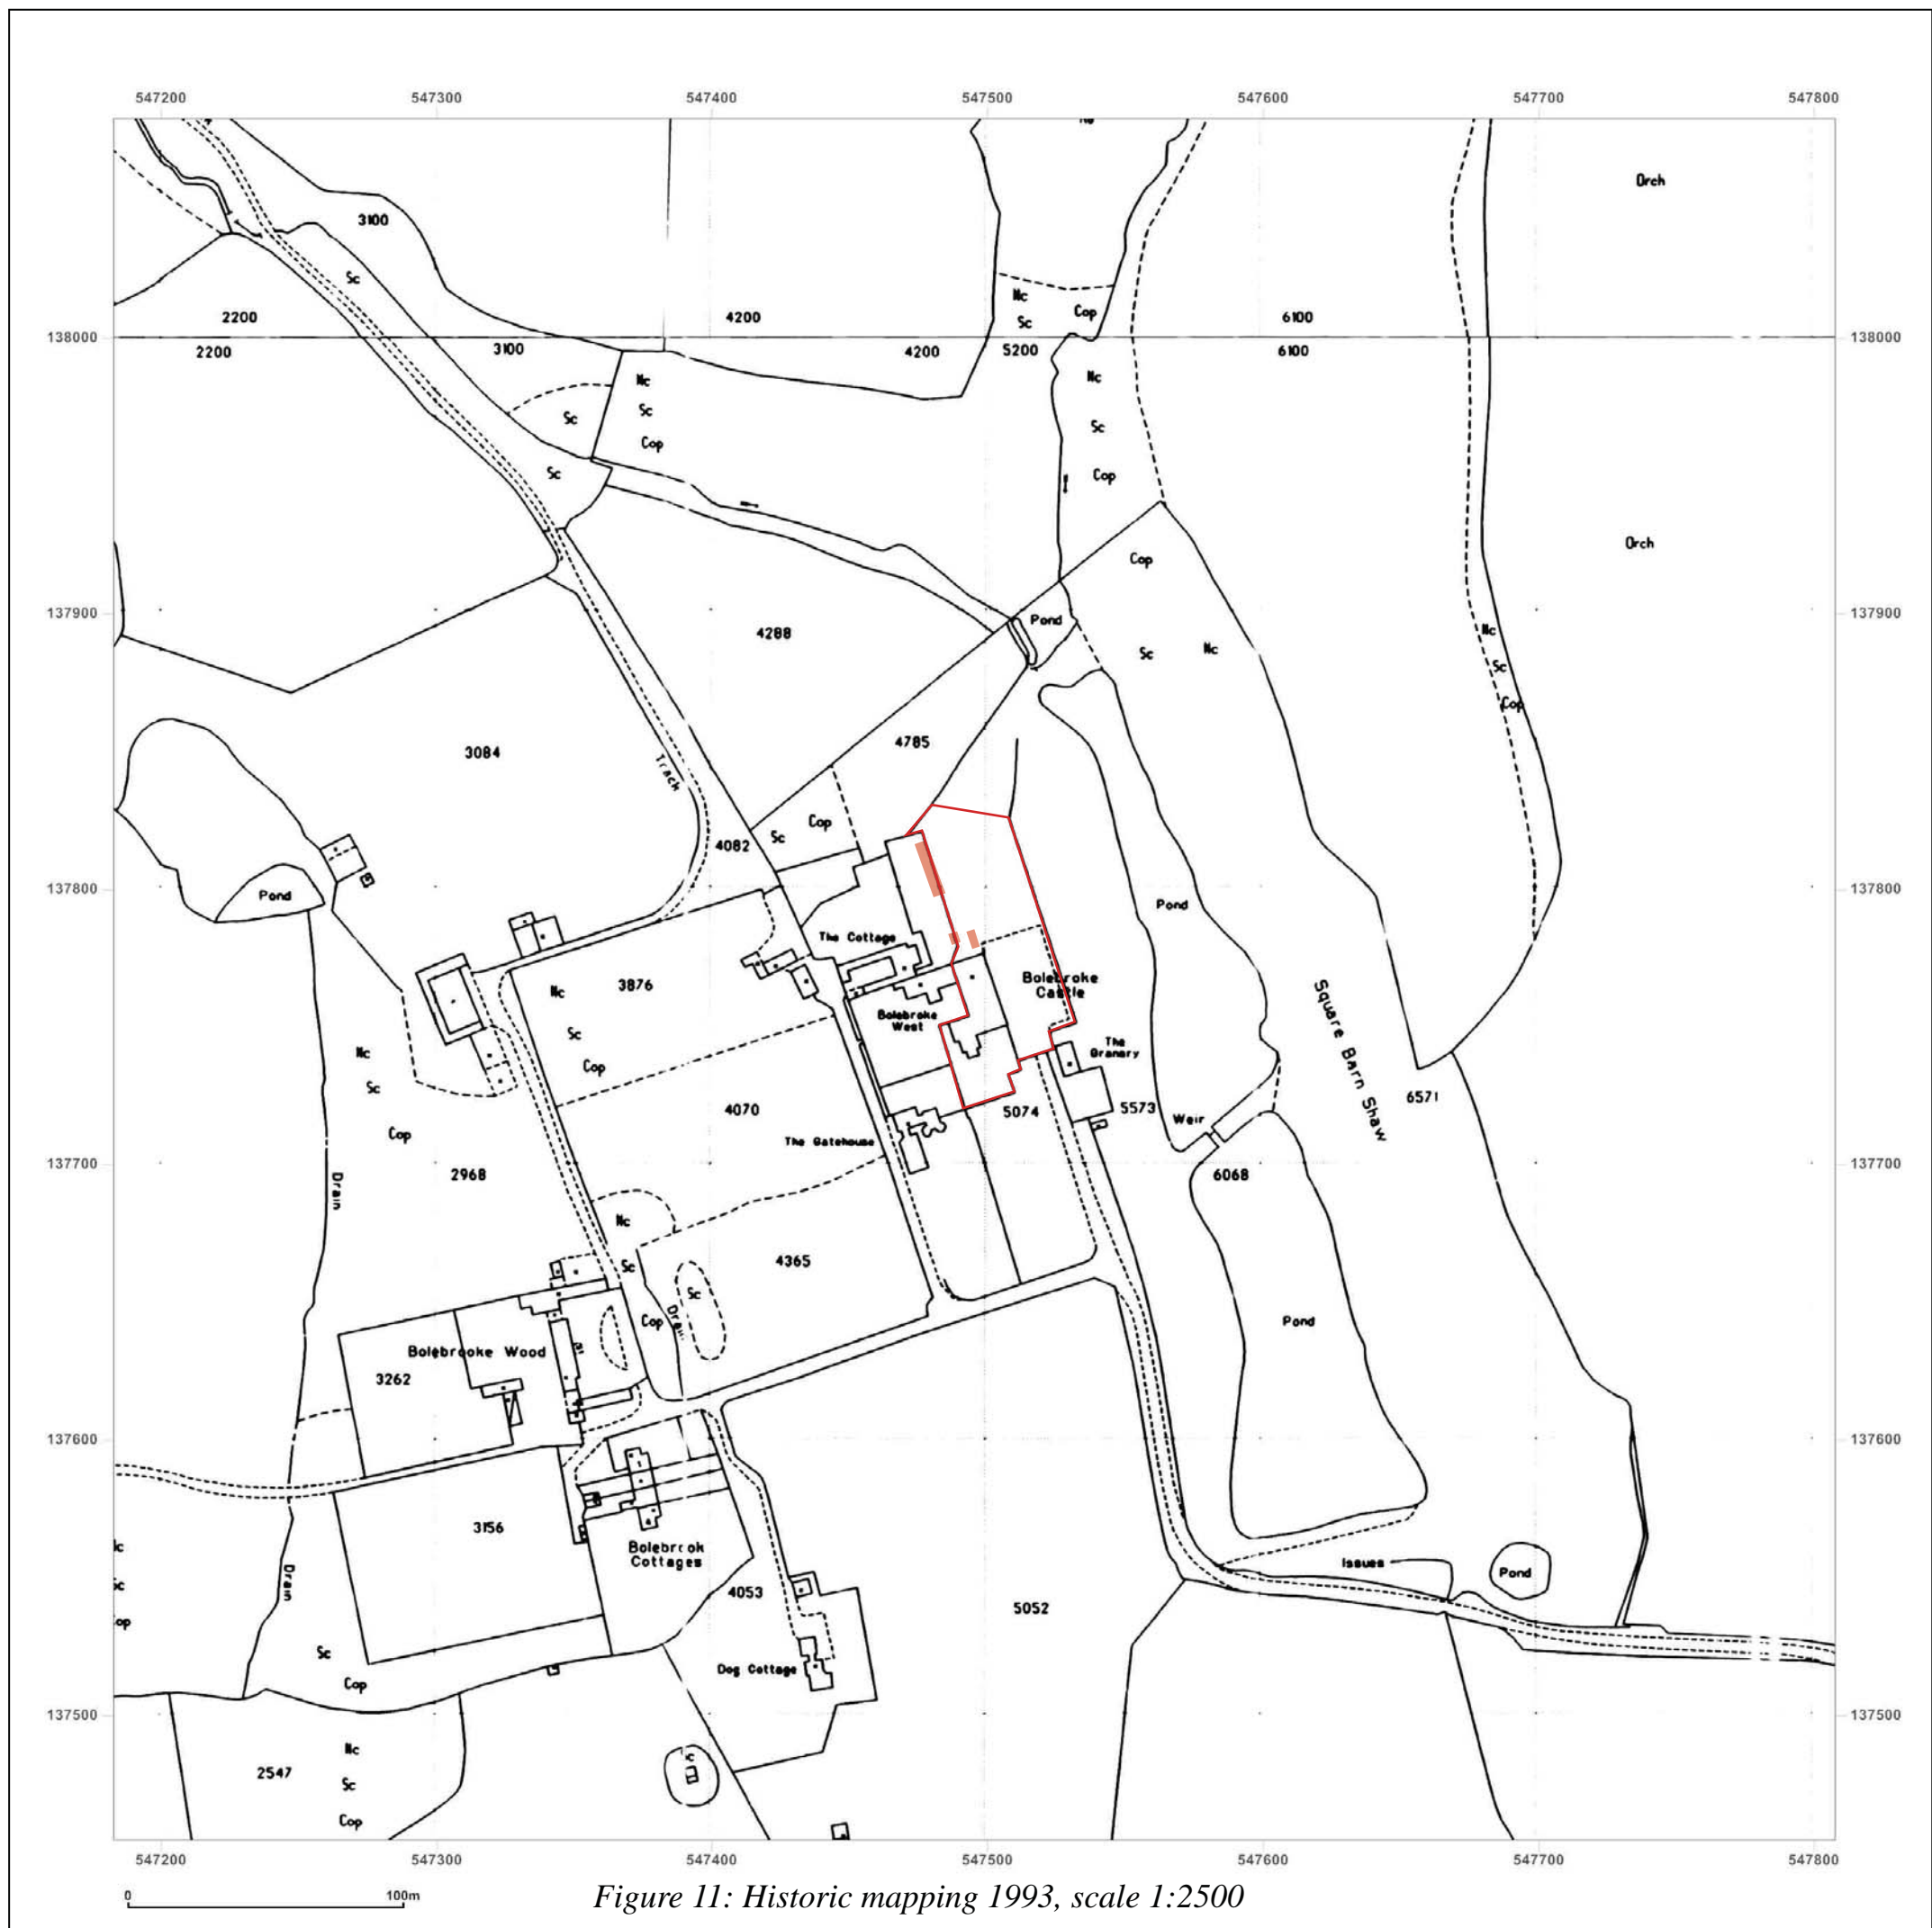 547200 547300 547400 547500 547600 547700 547800
Orch
3100
Sc
Nc
Cop
Sc
2200 4200 6100
138000 138000
2200 3100 4200 5200 6100
Nc Nc
Sc Sc
Sc
Cop
Sc Cop
Orch
Cop
137900 137900
Pond
4288
Nc
Sc Nc
Sc
Cop
4785
3084
Track
Cop
Sc
4082
137800 137800
Pond
Pond
The Cottage
Bolebroke
Castle
3876
Nc
Square Barn Shaw
Bolebroke
West
Sc
The
Granary
Nc
Cop
Sc
6571
4070 5074 5573
Weir
Cop
The Gatehouse
137700 137700
2968 6068
Drain
Nc
4365
Sc
Sc
Cop
Drain
Pond
Bolebrooke Wood
3262
137600 137600
3156
Bolebrook
Cottages
Issues
Pond
Drain
4053
5052
Sc
Dog Cottage
Cop
137500 137500
Nc
2547
Sc
Cop
547200 547300 547400 547500 547600 547700 547800
0 100m
Figure 11: Historic mapping 1993, scale 1:2500